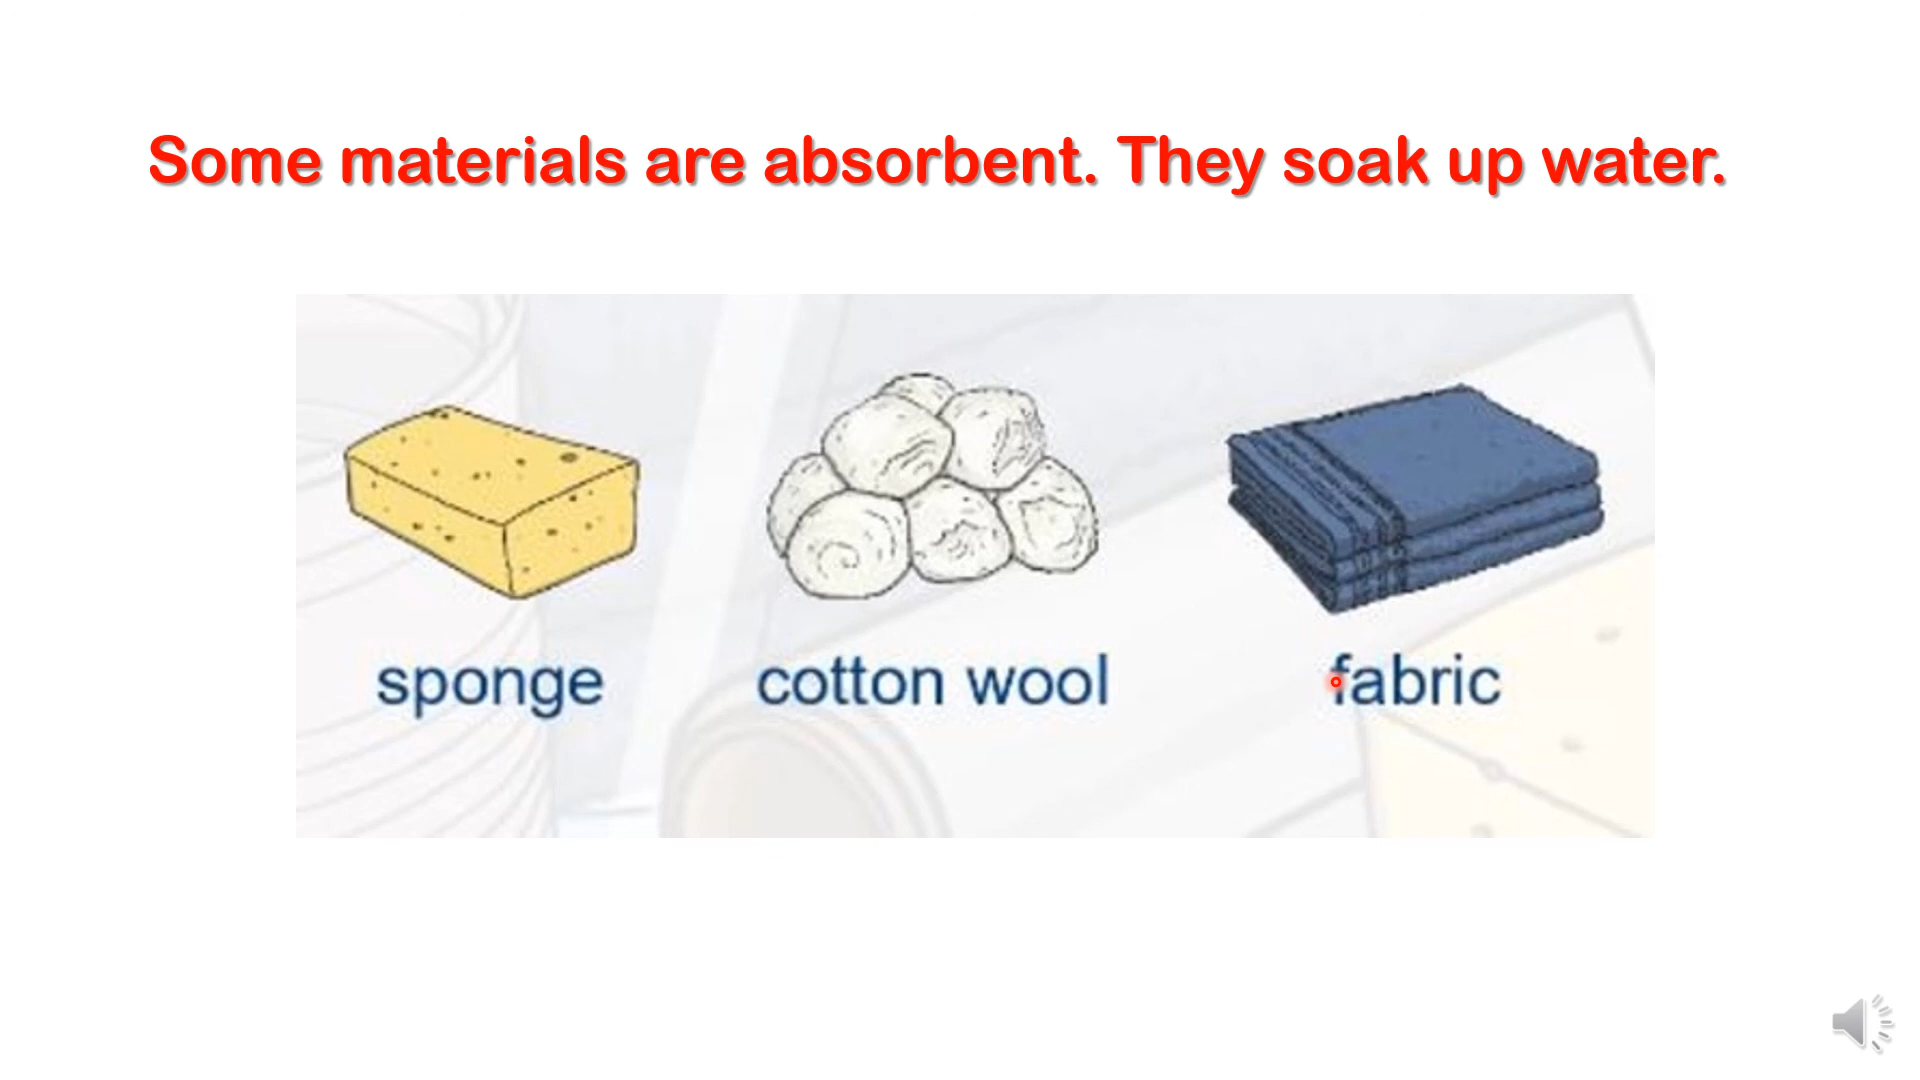 Some materials are absorbent. They soak up water.
sponge
cotton wool
fabric